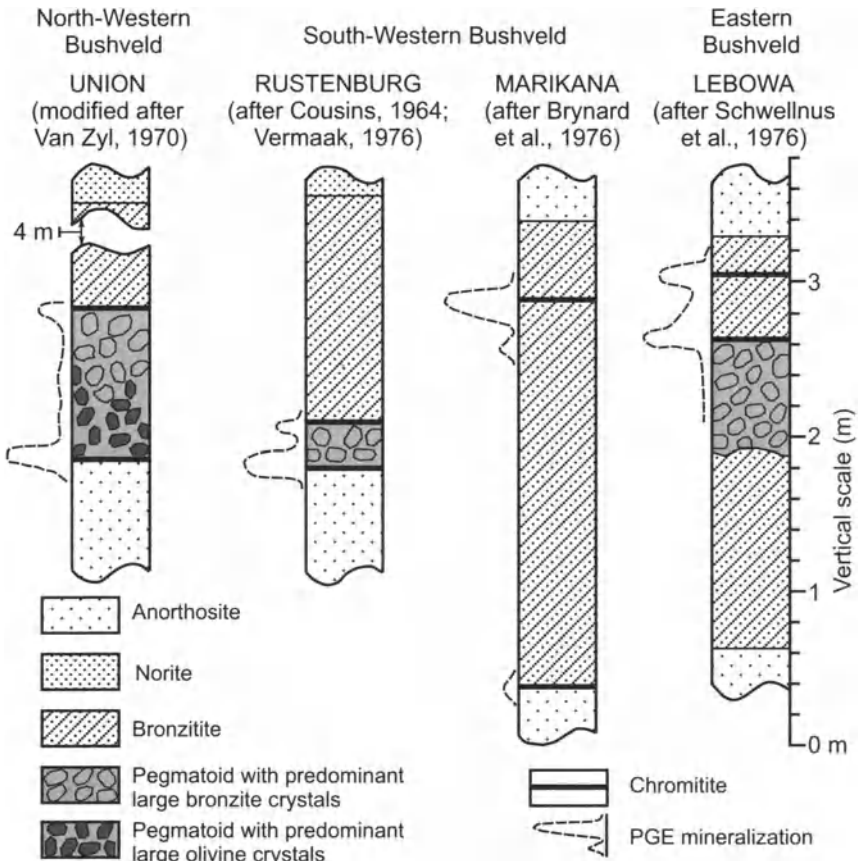 North-Western
Bushveld
South-Western Bushveld
Eastern
Bushveld
UNION
(modified after
Van Zyl, 1970)
RUSTENBURG
(after Cousins, 1964;
Vermaak, 1976)
MARIKANA
(after Brynard
et al., 1976)
LEBOWA
(after Schwellnus
et al., 1976)
4 m
3
2
1
0 m
Vertical scale (m)
Anorthosite
Norite
Bronzitite
Pegmatoid with predominant
large bronzite crystals
Pegmatoid with predominant
large olivine crystals
Chromitite
PGE mineralization